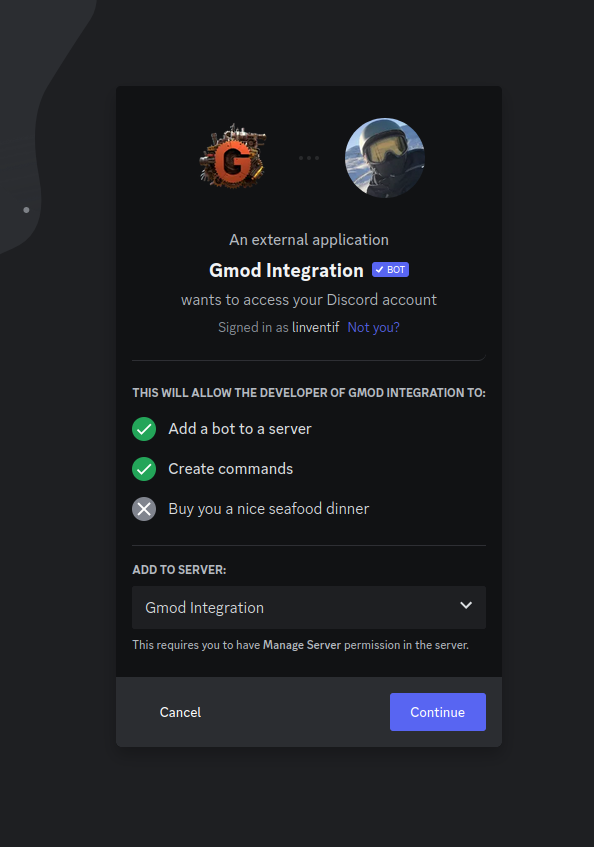 G
An external application
Gmod Integration ✓ BOT
wants to access your Discord account
Signed in as linventif Not you?
THIS WILL ALLOW THE DEVELOPER OF GMOD INTEGRATION TO:
Add a bot to a server
Create commands
Buy you a nice seafood dinner
ADD TO SERVER:
Gmod Integration
This requires you to have Manage Server permission in the server.
Cancel
Continue